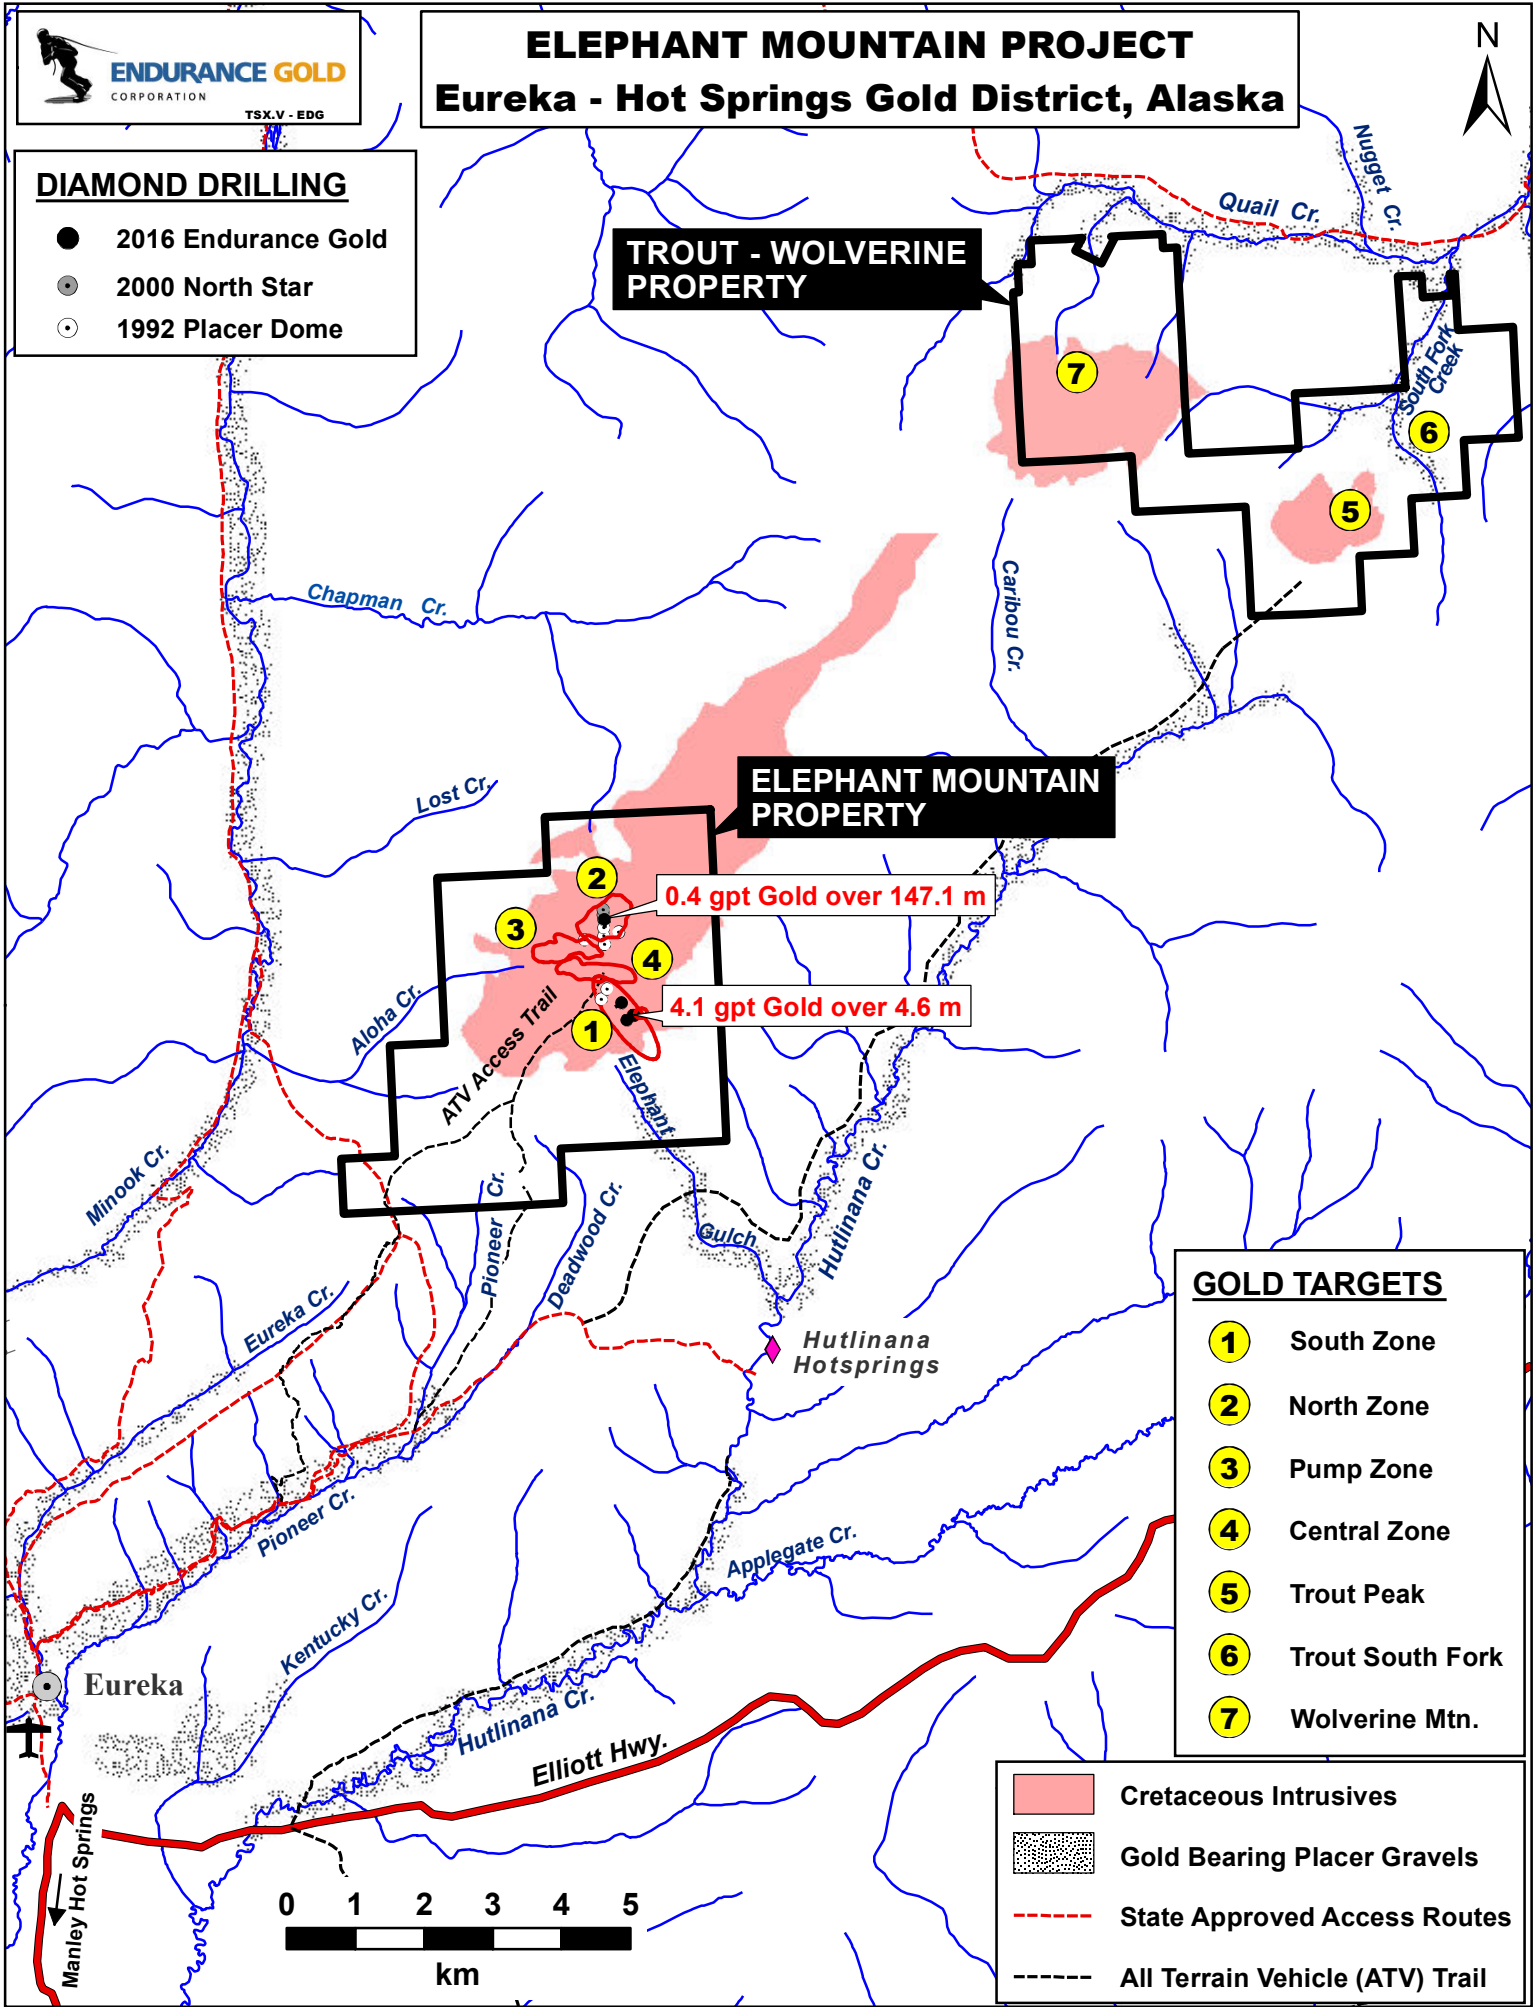 ENDURANCE GOLD
CORPORATION
TSX.V - EDG
ELEPHANT MOUNTAIN PROJECT
Eureka - Hot Springs Gold District, Alaska
N
DIAMOND DRILLING
2016 Endurance Gold
2000 North Star
1992 Placer Dome
Nugget Cr.
Quail Cr.
TROUT - WOLVERINE
PROPERTY
7
South Fork
Creek
6
5
Chapman Cr.
Caribou Cr.
Lost Cr.
ELEPHANT MOUNTAIN
PROPERTY
2
0.4 gpt Gold over 147.1 m
3
4
4.1 gpt Gold over 4.6 m
1
Aloha Cr.
ATV Access Trail
Elephant
Gulch
Minook Cr.
Pioneer Cr.
Deadwood Cr.
Hutlinana Cr.
Eureka Cr.
Hutlinana
Hotsprings
Pioneer Cr.
Applegate Cr.
Kentucky Cr.
Eureka
Hutlinana Cr.
Elliott Hwy.
Manley Hot Springs
0 1 2 3 4 5
km
GOLD TARGETS
1 South Zone
2 North Zone
3 Pump Zone
4 Central Zone
5 Trout Peak
6 Trout South Fork
7 Wolverine Mtn.
Cretaceous Intrusives
Gold Bearing Placer Gravels
State Approved Access Routes
All Terrain Vehicle (ATV) Trail